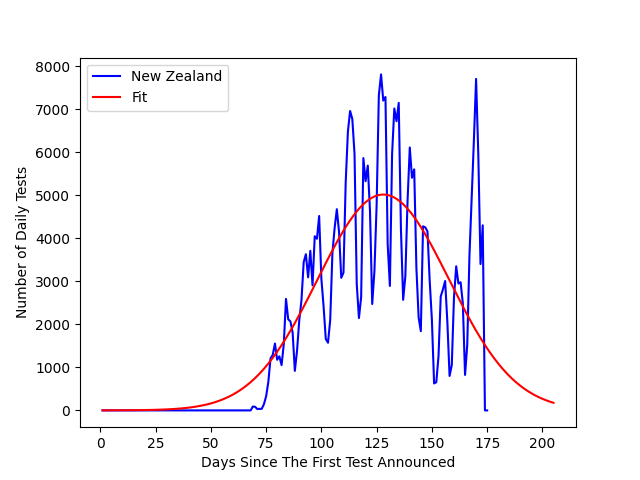 New Zealand
Fit
8000
7000
6000
5000
4000
3000
2000
1000
0
Number of Daily Tests
0 25 50 75 100 125 150 175 200
Days Since The First Test Announced